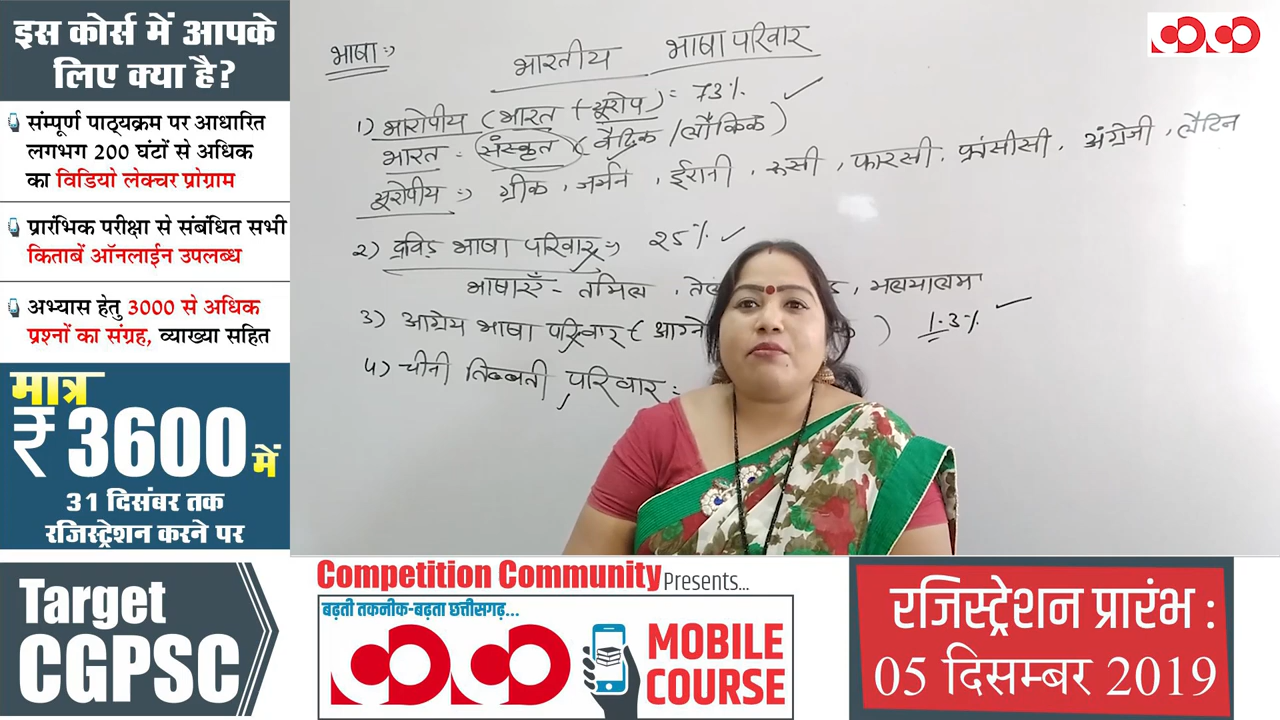 इस कोर्स में आपके
लिए क्या है?
संम्पूर्ण पाठ्यक्रम पर आधारित
लगभग 200 घंटों से अधिक
का विडियो लेक्चर प्रोग्राम
प्रारंभिक परीक्षा से संबंधित सभी
किताबें ऑनलाईन उपलब्ध
अभ्यास हेतु 3000 से अधिक
प्रश्नों का संग्रह, व्याख्या सहित
मात्र
₹ 3600 में
31 दिसंबर तक
रजिस्ट्रेशन करने पर
भाषा :-
भारतीय भाषा परिवार
1) भारोपीय (भारत + यूरोप) = 73%
भारत - संस्कृत (वैदिक / लौकिक)
यूरोपीय :- ग्रीक, जर्मन, ईरानी, रूसी, फारसी, फ्रांसीसी, अंग्रेजी, लैटिन
2) द्रविड़ भाषा परिवार :- 25%
भाषाएँ - तमिल, मलयालम
3) आग्नेय भाषा परिवार ( ) 1.3%
4) चीनी तिब्बती परिवार :
Target
CGPSC
Competition Community Presents...
बढ़ती तकनीक-बढ़ता छत्तीसगढ़...
MOBILE
COURSE
रजिस्ट्रेशन प्रारंभ :
05 दिसम्बर 2019